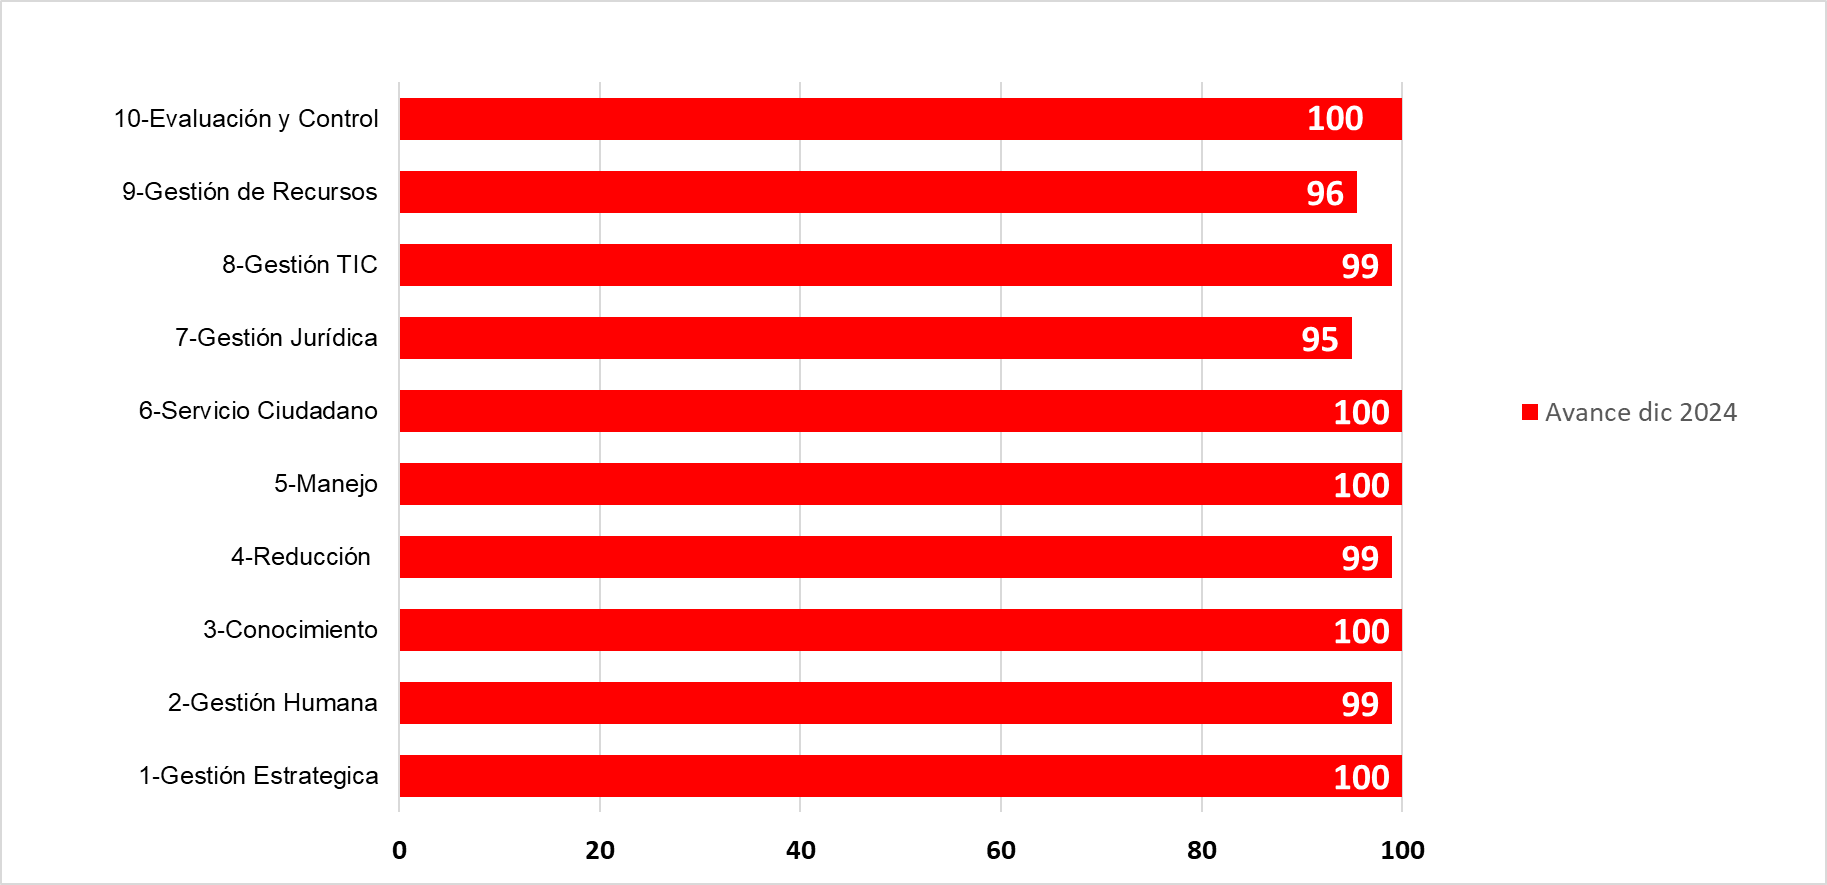 10-Evaluación y Control 100
9-Gestión de Recursos 96
8-Gestión TIC 99
7-Gestión Jurídica 95
6-Servicio Ciudadano 100
Avance dic 2024
5-Manejo 100
4-Reducción 99
3-Conocimiento 100
2-Gestión Humana 99
1-Gestión Estrategica 100
0 20 40 60 80 100